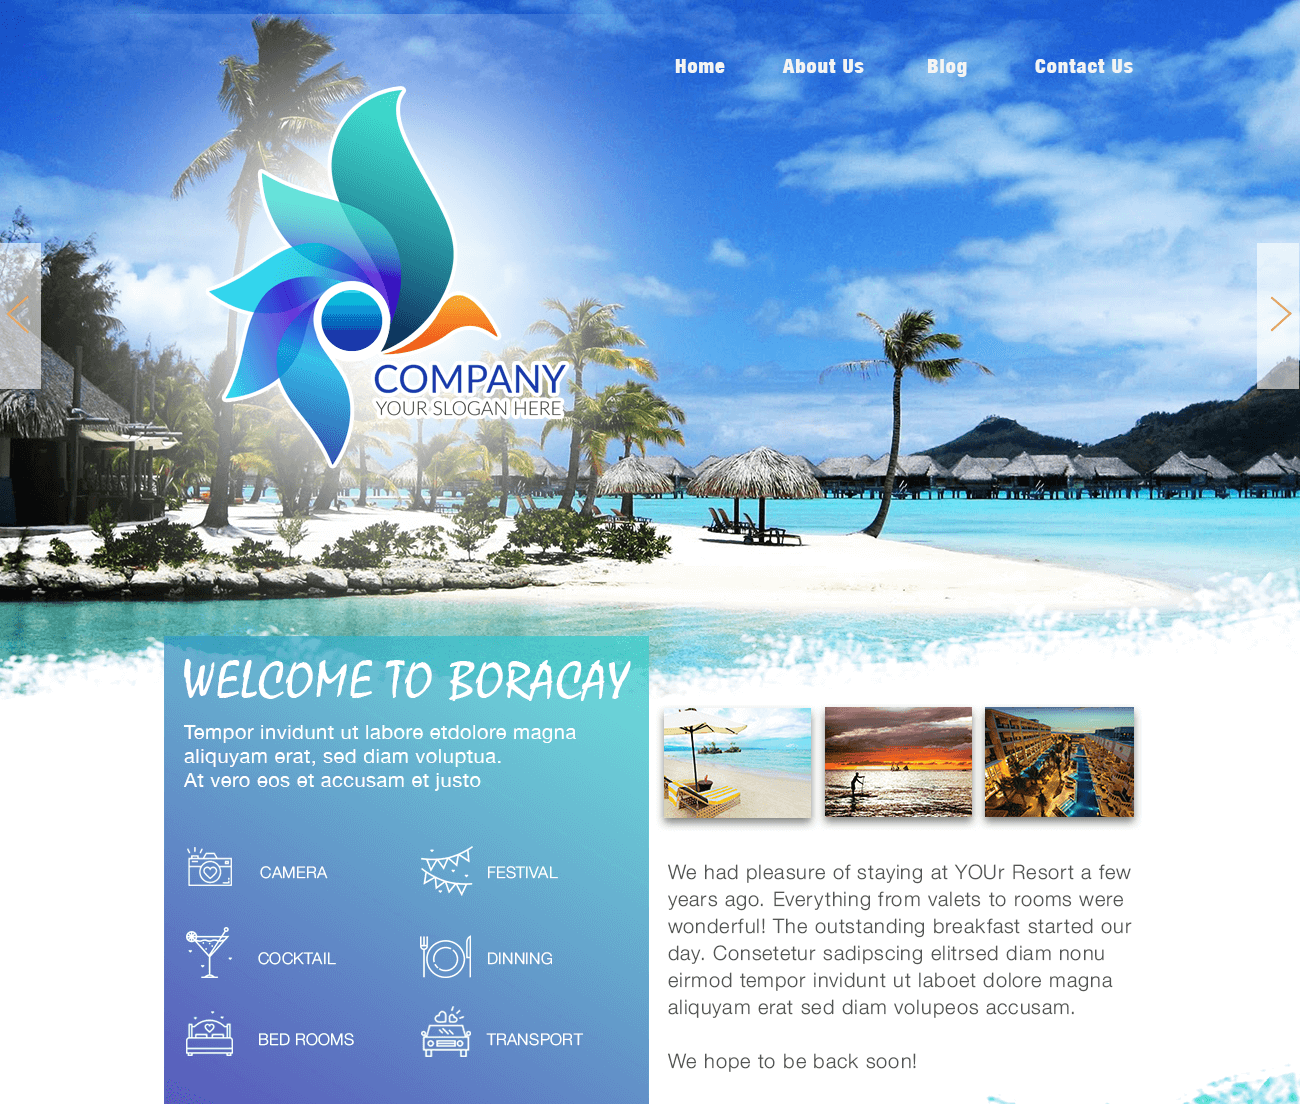 Home
About Us
Blog
Contact Us
COMPANY
YOUR SLOGAN HERE
WELCOME TO BORACAY
Tempor invidunt ut labore etdolore magna
aliquyam erat, sed diam voluptua.
At vero eos et accusam et justo
CAMERA
FESTIVAL
COCKTAIL
DINNING
BED ROOMS
TRANSPORT
We had pleasure of staying at YOUr Resort a few
years ago. Everything from valets to rooms were
wonderful! The outstanding breakfast started our
day. Consetetur sadipscing elitrsed diam nonu
eirmod tempor invidunt ut laboet dolore magna
aliquyam erat sed diam volupeos accusam.
We hope to be back soon!